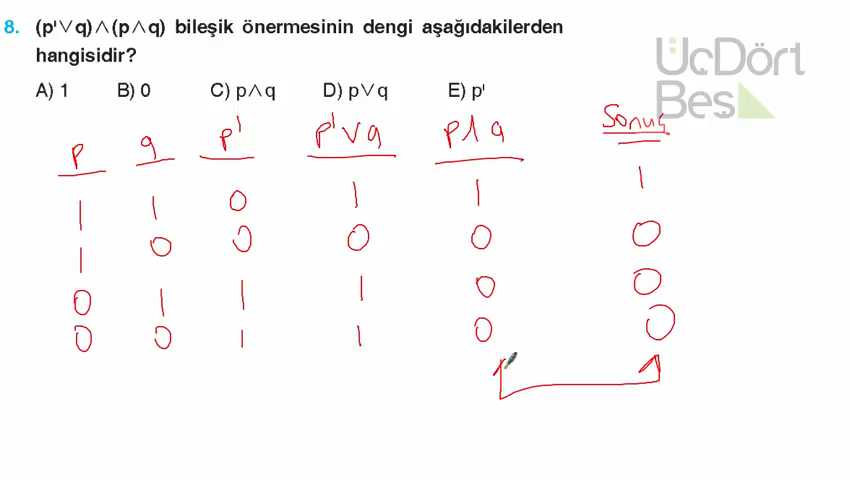 8. (p'∨q)∧(p∧q) bileşik önermesinin dengi aşağıdakilerden
hangisidir?
A) 1 B) 0 C) p∧q D) p∨q E) p'
ÜçDört
Beş
p q p' p'∨q p∧q Sonuç
1 1 0 1 1 1
1 0 0 0 0 0
0 1 1 1 0 0
0 0 1 1 0 0